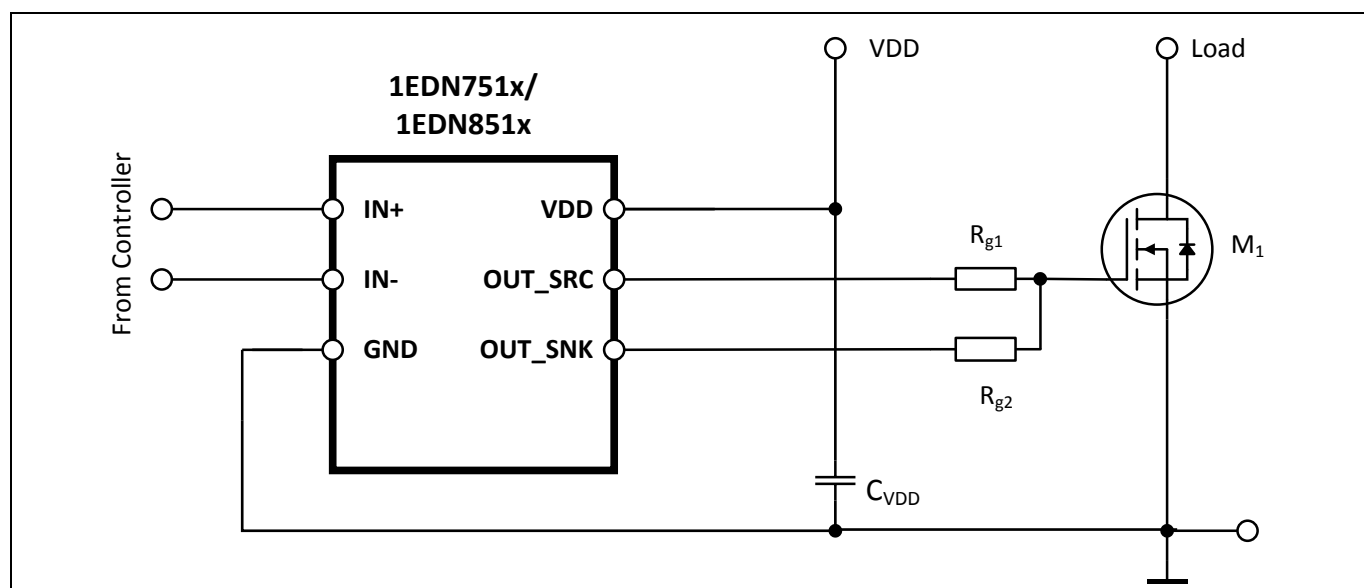 VDD
Load
1EDN751x/
1EDN851x
From Controller
IN+
VDD
IN-
OUT_SRC
GND
OUT_SNK
Rg1
M1
Rg2
CVDD